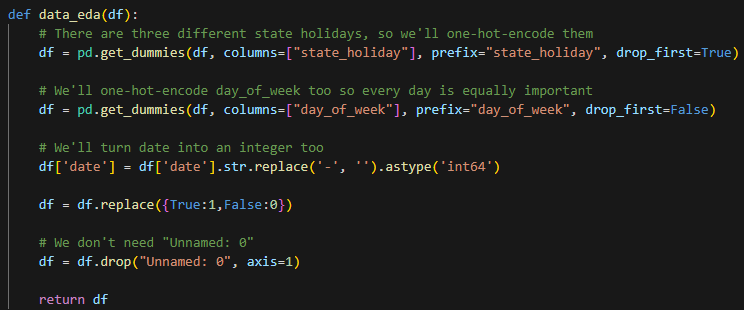 def data_eda(df):
    # There are three different state holidays, so we'll one-hot-encode them
    df = pd.get_dummies(df, columns=["state_holiday"], prefix="state_holiday", drop_first=True)
    # We'll one-hot-encode day_of_week too so every day is equally important
    df = pd.get_dummies(df, columns=["day_of_week"], prefix="day_of_week", drop_first=False)
    # We'll turn date into an integer too
    df['date'] = df['date'].str.replace('-', '').astype('int64')
    df = df.replace({True:1,False:0})
    # We don't need "Unnamed: 0"
    df = df.drop("Unnamed: 0", axis=1)
    return df